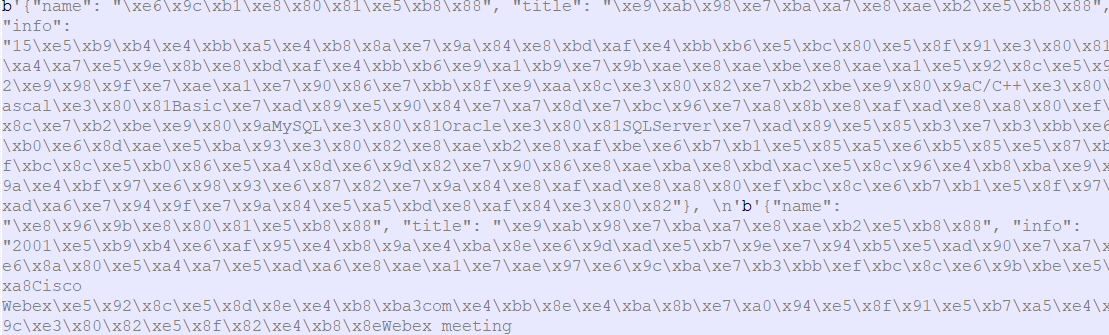 b'{"name": "\xe6\x9c\xb1\xe8\x80\x81\xe5\xb8\x88", "title": "\xe9\xab\x98\xe7\xba\xa7\xe8\xae\xb2\xe5\xb8\x88",
"info":
"15\xe5\xb9\xb4\xe4\xbb\xa5\xe4\xb8\x8a\xe7\x9a\x84\xe8\xbd\xaf\xe4\xbb\xb6\xe5\xbc\x80\xe5\x8f\x91\xe3\x80\x81
\xa4\xa7\xe5\x9e\x8b\xe8\xbd\xaf\xe4\xbb\xb6\xe9\xa1\xb9\xe7\x9b\xae\xe8\xae\xbe\xe8\xae\xa1\xe5\x92\x8c\xe5\x9
2\xe9\x98\x9f\xe7\xae\xa1\xe7\x90\x86\xe7\xbb\x8f\xe9\xaa\x8c\xe3\x80\x82\xe7\xb2\xbe\xe9\x80\x9aC/C++\xe3\x80\
ascal\xe3\x80\x81Basic\xe7\xad\x89\xe5\x90\x84\xe7\xa7\x8d\xe7\xbc\x96\xe7\xa8\x8b\xe8\xaf\xad\xe8\xa8\x80\xef\
x8c\xe7\xb2\xbe\xe9\x80\x9aMySQL\xe3\x80\x81Oracle\xe3\x80\x81SQLServer\xe7\xad\x89\xe5\x85\xb3\xe7\xb3\xbb\xe6
\xb0\xe6\x8d\xae\xe5\xba\x93\xe3\x80\x82\xe8\xae\xb2\xe8\xaf\xbe\xe6\xb7\xb1\xe5\x85\xa5\xe6\xb5\x85\xe5\x87\xb
f\xbc\x8c\xe5\xb0\x86\xe5\xa4\x8d\xe6\x9d\x82\xe7\x90\x86\xe8\xae\xba\xe8\xbd\xac\xe5\x8c\x96\xe4\xb8\xba\xe9\x
9a\xe4\xbf\x97\xe6\x98\x93\xe6\x87\x82\xe7\x9a\x84\xe8\xaf\xad\xe8\xa8\x80\xef\xbc\x8c\xe6\xb7\xb1\xe5\x8f\x97\
xad\xa6\xe7\x94\x9f\xe7\x9a\x84\xe5\xa5\xbd\xe8\xaf\x84\xe3\x80\x82"}, \n'b'{"name":
"\xe8\x96\x9b\xe8\x80\x81\xe5\xb8\x88", "title": "\xe9\xab\x98\xe7\xba\xa7\xe8\xae\xb2\xe5\xb8\x88", "info":
"2001\xe5\xb9\xb4\xe6\xaf\x95\xe4\xb8\x9a\xe4\xba\x8e\xe6\x9d\xad\xe5\xb7\x9e\xe7\x94\xb5\xe5\xad\x90\xe7\xa7\x
e6\x8a\x80\xe5\xa4\xa7\xe5\xad\xa6\xe8\xae\xa1\xe7\xae\x97\xe6\x9c\xba\xe7\xb3\xbb\xef\xbc\x8c\xe6\x9b\xbe\xe5\
xa8Cisco
Webex\xe5\x92\x8c\xe5\x8d\x8e\xe4\xb8\xba3com\xe4\xbb\x8e\xe4\xba\x8b\xe7\xa0\x94\xe5\x8f\x91\xe5\xb7\xa5\xe4\x
9c\xe3\x80\x82\xe5\x8f\x82\xe4\xb8\x8eWebex meeting